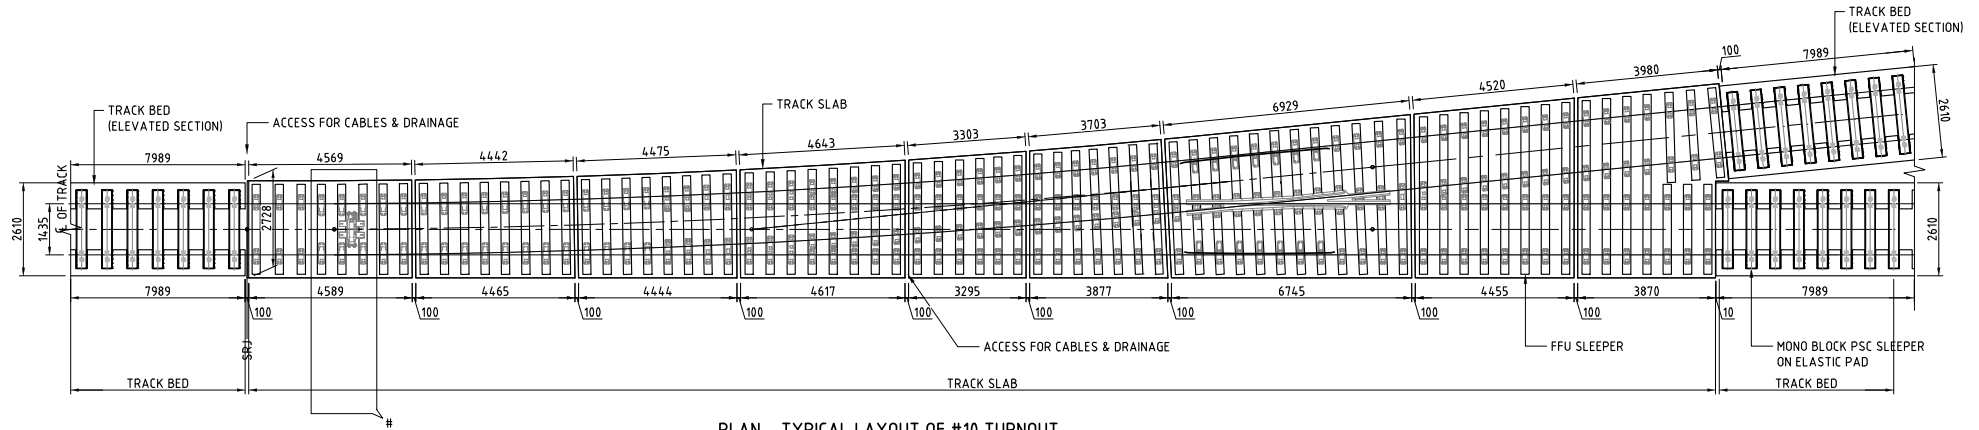 TRACK BED
(ELEVATED SECTION)
100
7989
3980
4520
6929
2610
TRACK SLAB
TRACK BED
(ELEVATED SECTION)
ACCESS FOR CABLES & DRAINAGE
3703
3303
4643
4475
4442
4569
7989
℄ OF TRACK
2610
1435
2728
2610
7989
4589
4465
4444
4617
3295
3877
6745
4455
3870
7989
100
100
100
100
100
100
100
100
100
10
SRJ
ACCESS FOR CABLES & DRAINAGE
FFU SLEEPER
MONO BLOCK PSC SLEEPER
ON ELASTIC PAD
TRACK BED
TRACK SLAB
TRACK BED
#
PLAN - TYPICAL LAYOUT OF #10 TURNOUT